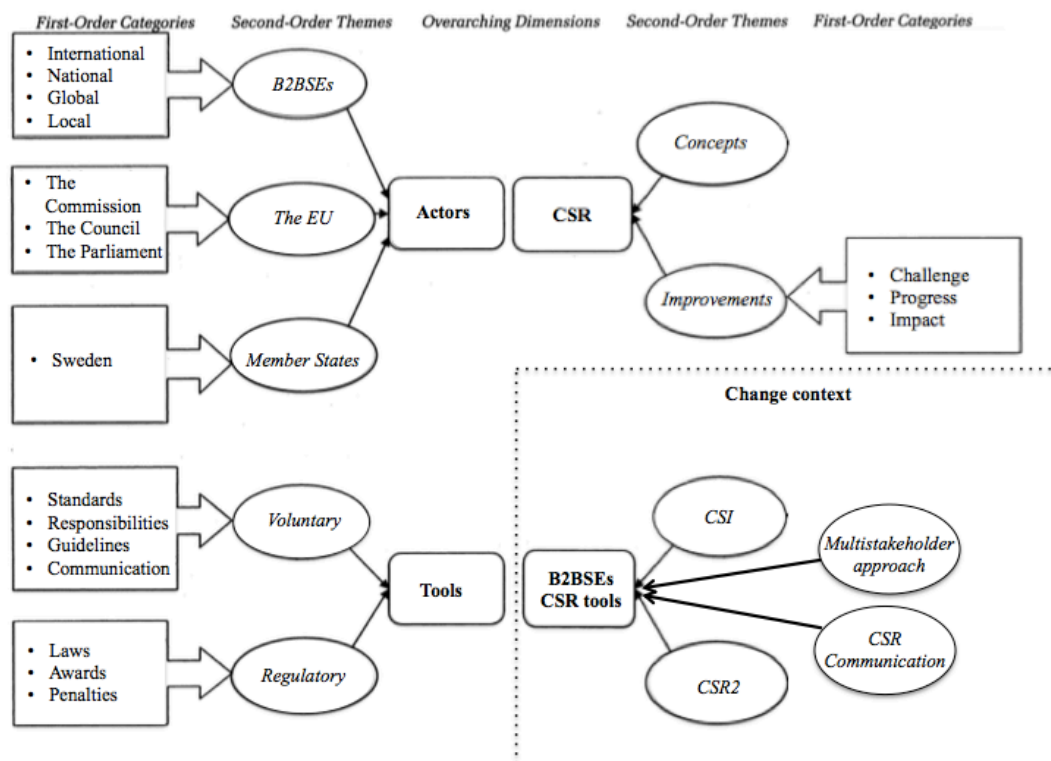 First-Order Categories Second-Order Themes Overarching Dimensions Second-Order Themes First-Order Categories
• International
• National
• Global
• Local
B2BSEs
• The
Commission
• The Council
• The Parliament
The EU
• Sweden
Member States
Actors
CSR
Concepts
Improvements
• Challenge
• Progress
• Impact
• Standards
• Responsibilities
• Guidelines
• Communication
Voluntary
• Laws
• Awards
• Penalties
Regulatory
Tools
Change context
B2BSEs
CSR tools
CSI
Multistakeholder
approach
CSR
Communication
CSR2